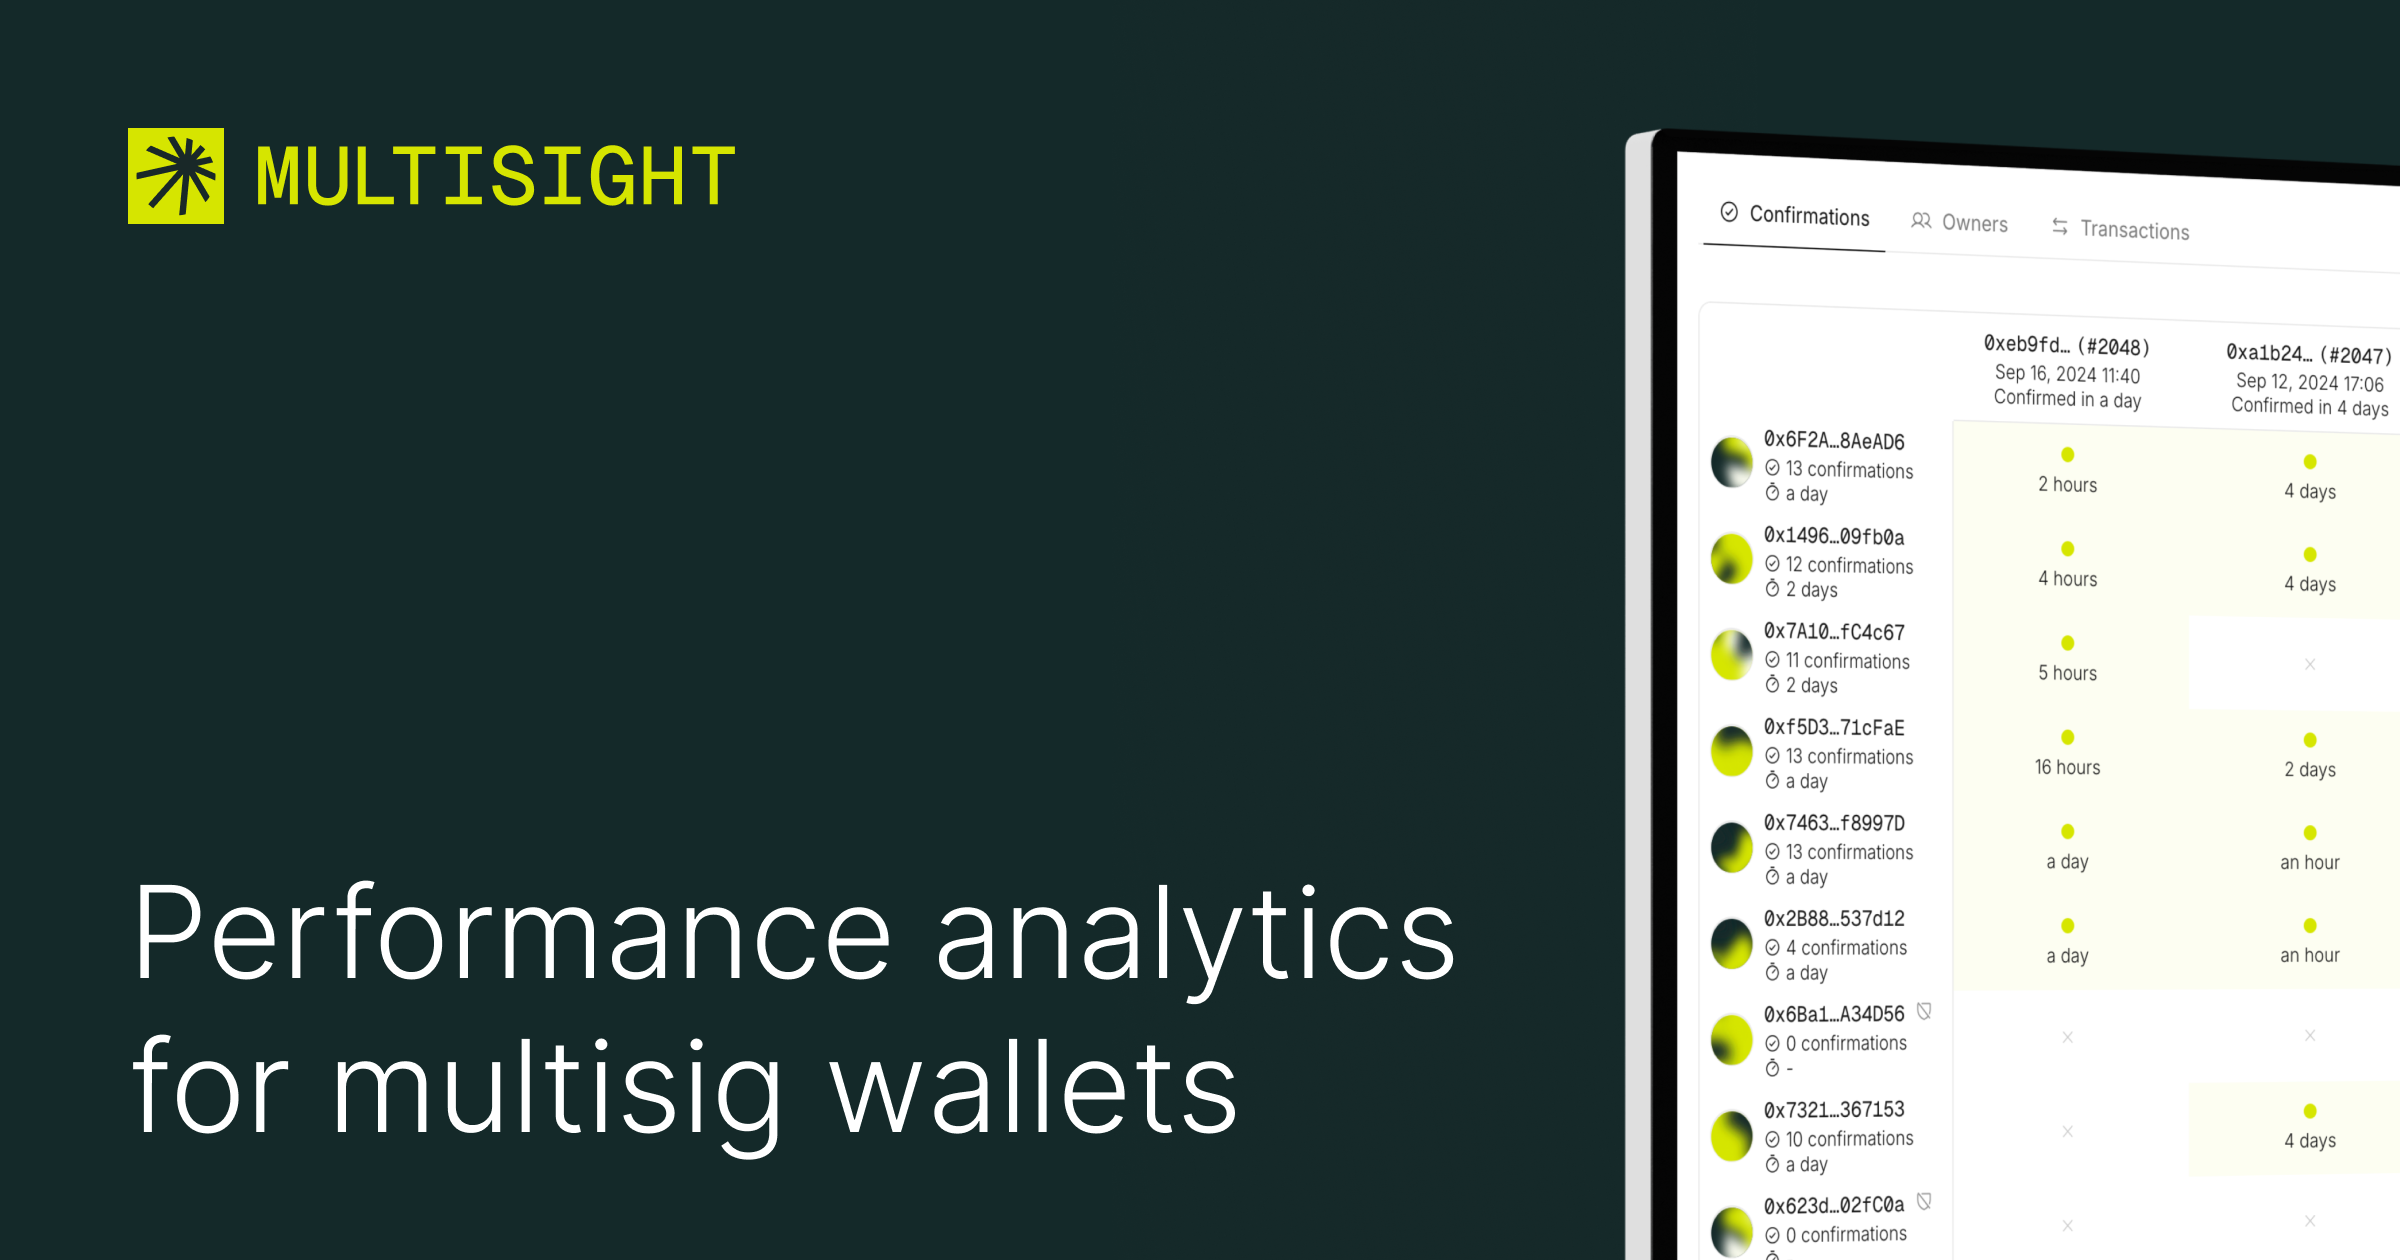 MULTISIGHT
Performance analytics
for multisig wallets
Confirmations Owners Transactions
0xeb9fd… (#2048) 0xa1b24… (#2047)
Sep 16, 2024 11:40 Sep 12, 2024 17:06
Confirmed in a day Confirmed in 4 days
0x6F2A…8AeAD6
13 confirmations 2 hours 4 days
a day
0x1496…09fb0a
12 confirmations 4 hours 4 days
2 days
0x7A10…fC4c67
11 confirmations 5 hours
2 days
0xf5D3…71cFaE
13 confirmations 16 hours 2 days
a day
0x7463…f8997D
13 confirmations a day an hour
a day
0x2B88…537d12
4 confirmations a day an hour
a day
0x6Ba1…A34D56
0 confirmations
-
0x7321…367153
10 confirmations 4 days
a day
0x623d…02fC0a
0 confirmations